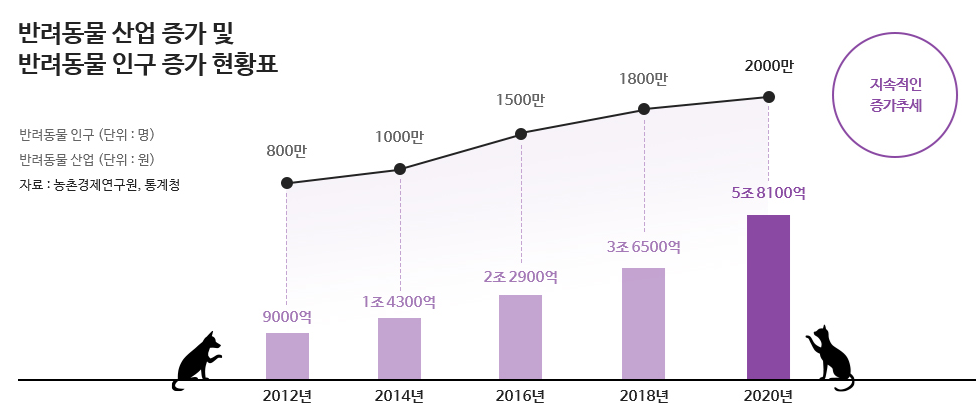 반려동물 산업 증가 및
반려동물 인구 증가 현황표
반려동물 인구 (단위 : 명)
반려동물 산업 (단위 : 원)
자료 : 농촌경제연구원, 통계청
지속적인
증가추세
800만
1000만
1500만
1800만
2000만
9000억
1조 4300억
2조 2900억
3조 6500억
5조 8100억
2012년
2014년
2016년
2018년
2020년